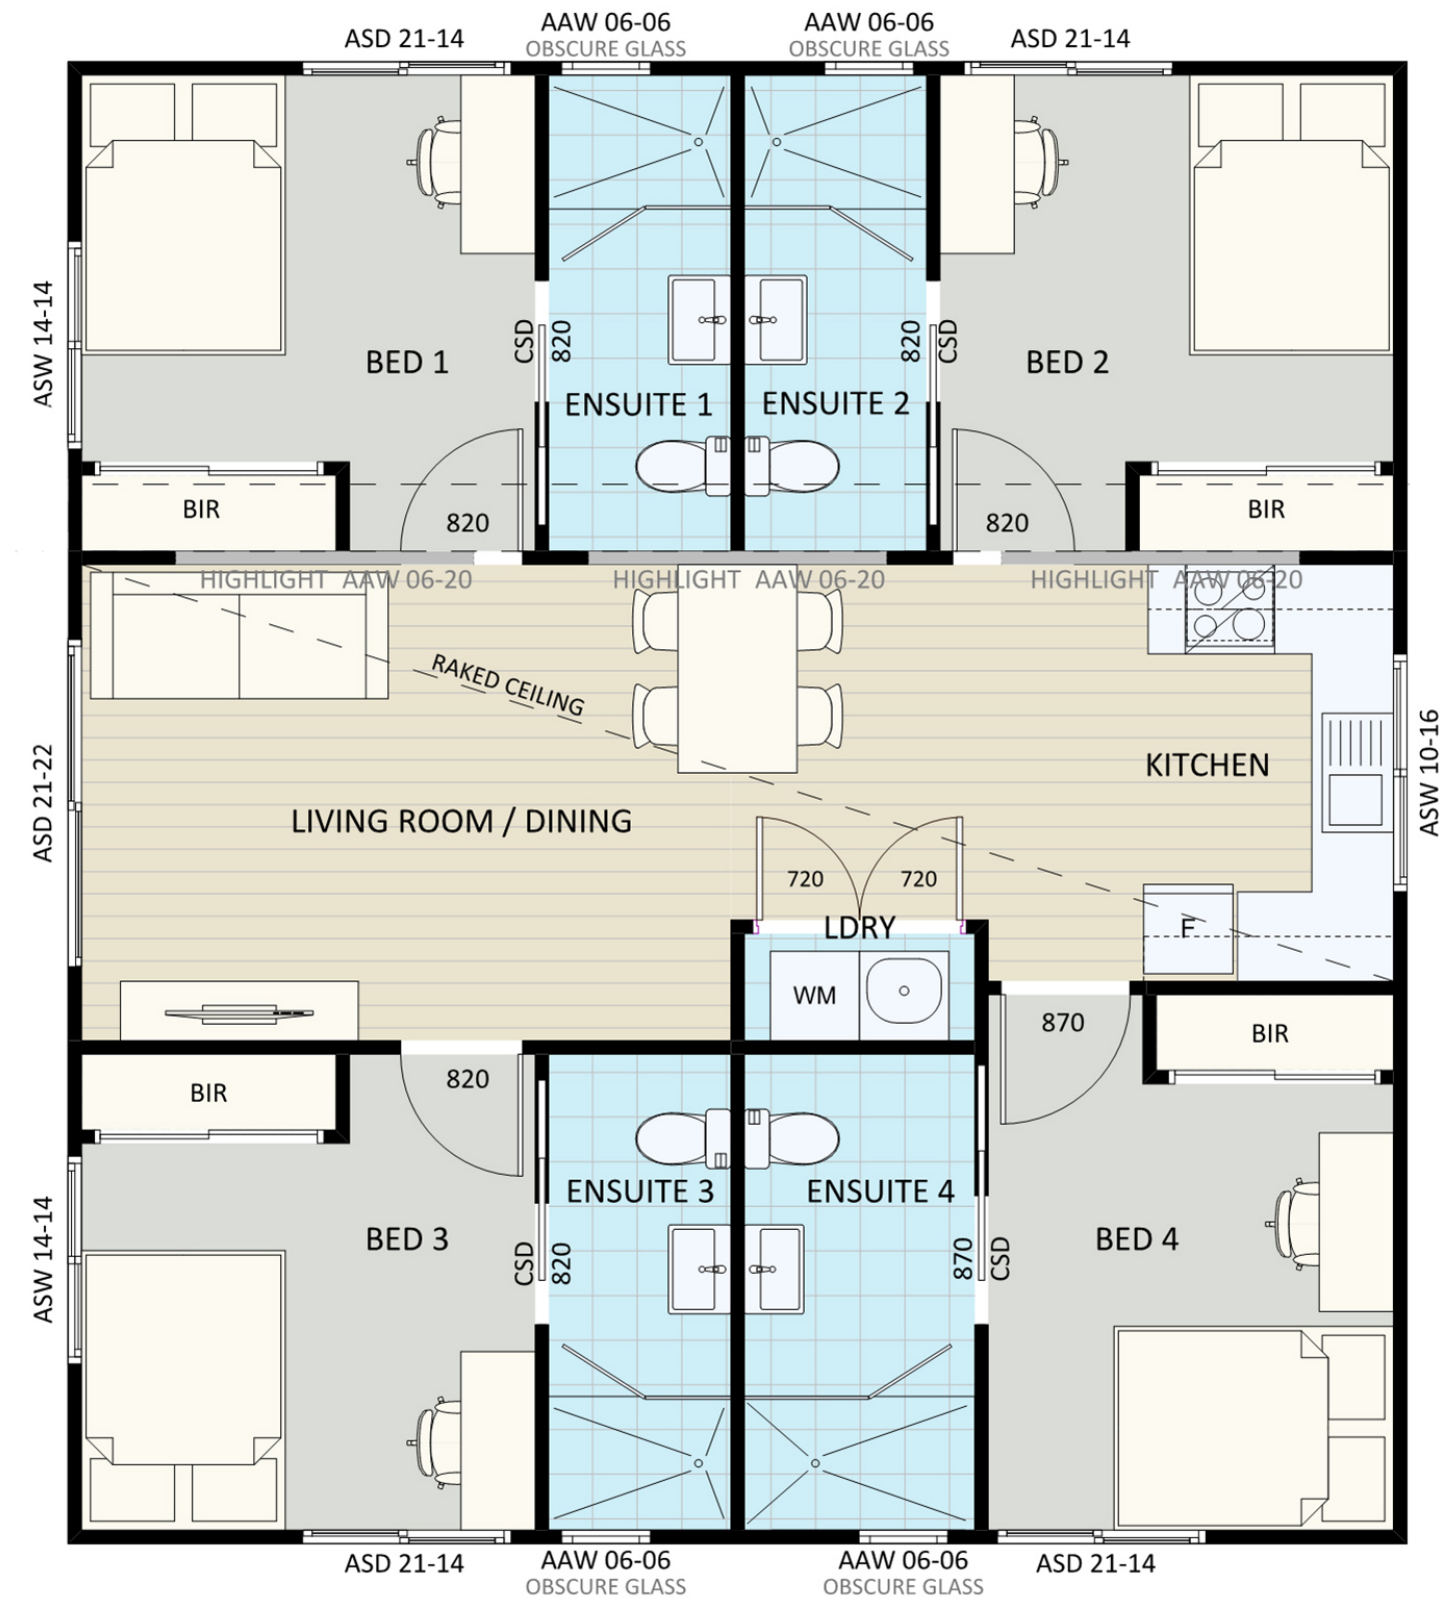 AAW 06-06
AAW 06-06
ASD 21-14
OBSCURE GLASS
OBSCURE GLASS
ASD 21-14
ASW 14-14
BED 1
CSD
820
820
CSD
BED 2
ENSUITE 1
ENSUITE 2
BIR
820
820
BIR
HIGHLIGHT AAW 06-20
HIGHLIGHT AAW 06-20
HIGHLIGHT AAW 06-20
RAKED CEILING
ASD 21-22
KITCHEN
ASW 10-16
LIVING ROOM / DINING
720
720
LDRY
F
WM
870
BIR
820
BIR
ENSUITE 3
ENSUITE 4
ASW 14-14
BED 3
CSD
820
870
CSD
BED 4
ASD 21-14
AAW 06-06
AAW 06-06
ASD 21-14
OBSCURE GLASS
OBSCURE GLASS